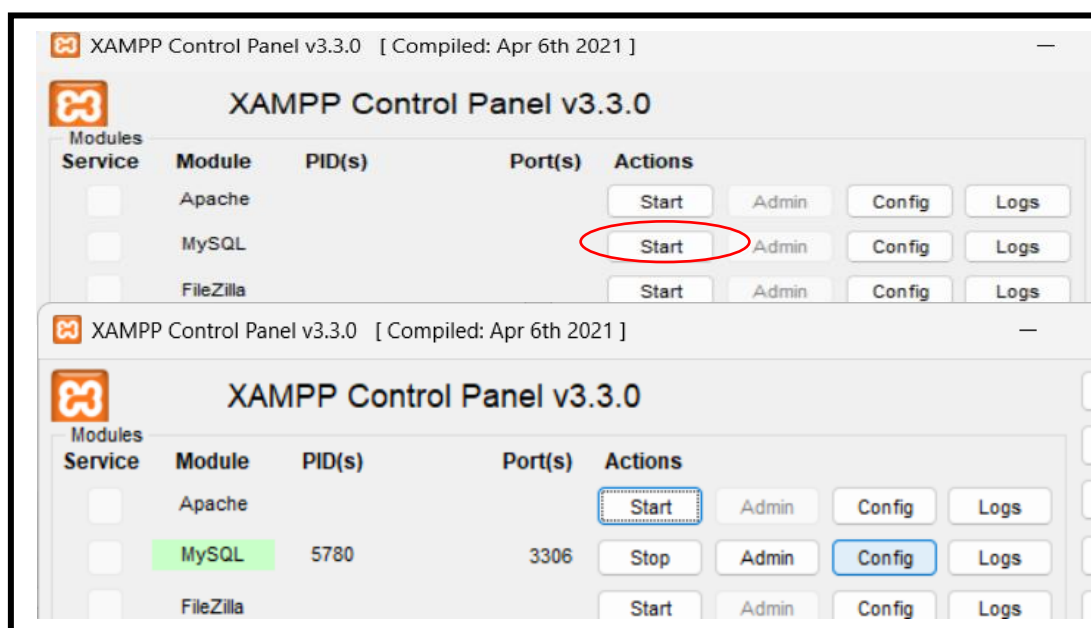 XAMPP Control Panel v3.3.0 [ Compiled: Apr 6th 2021 ]
XAMPP Control Panel v3.3.0
Modules
Service Module PID(s) Port(s) Actions
Apache Start Admin Config Logs
MySQL Start Admin Config Logs
FileZilla Start Admin Config Logs
XAMPP Control Panel v3.3.0 [ Compiled: Apr 6th 2021 ]
XAMPP Control Panel v3.3.0
Modules
Service Module PID(s) Port(s) Actions
Apache Start Admin Config Logs
MySQL 5780 3306 Stop Admin Config Logs
FileZilla Start Admin Config Logs